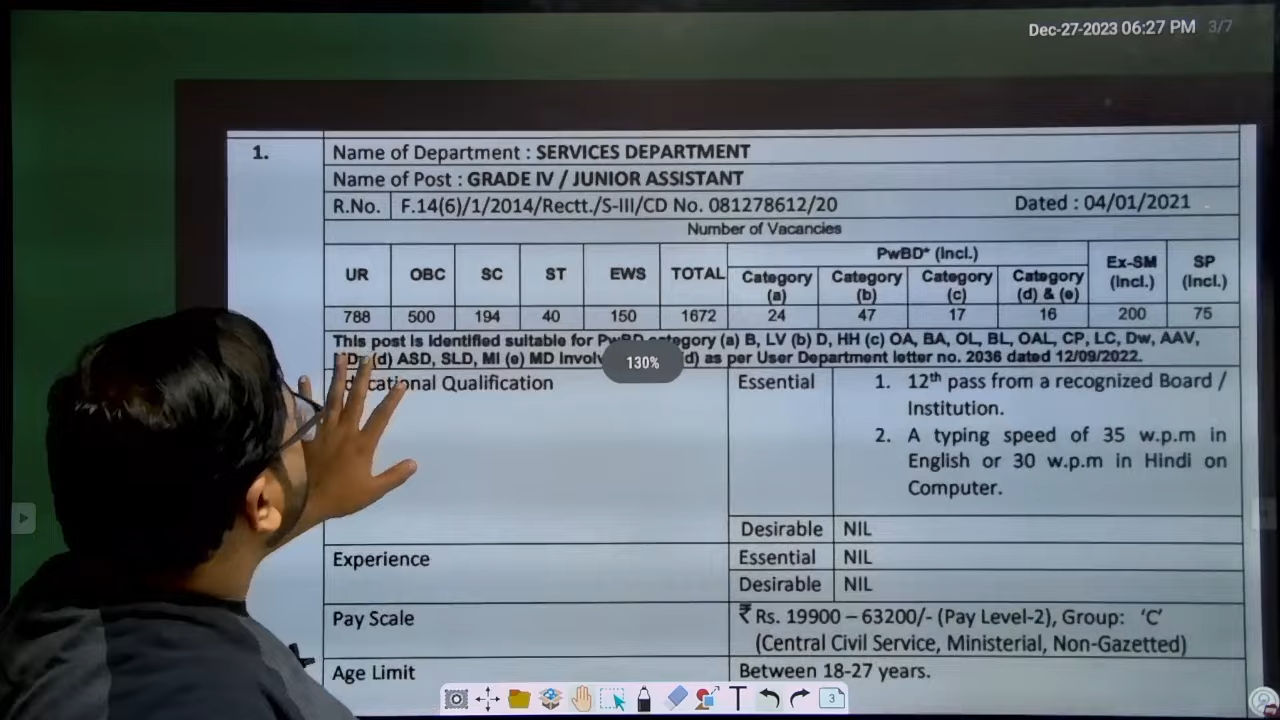 Dec-27-2023 06:27 PM 3/7
1.
Name of Department : SERVICES DEPARTMENT
Name of Post : GRADE IV / JUNIOR ASSISTANT
R.No. F.14(6)/1/2014/Rectt./S-III/CD No. 081278612/20 Dated : 04/01/2021
Number of Vacancies
UR OBC SC ST EWS TOTAL PwBD* (Incl.) Ex-SM (Incl.) SP (Incl.)
Category (a) Category (b) Category (c) Category (d) & (e)
788 500 194 40 150 1672 24 47 17 16 200 75
This post is identified suitable for PwBD category (a) B, LV (b) D, HH (c) OA, BA, OL, BL, OAL, CP, LC, Dw, AAV,
(d) ASD, SLD, MI (e) MD d) as per User Department letter no. 2036 dated 12/09/2022.
130%
Educational Qualification Essential 1. 12th pass from a recognized Board /
Institution.
2. A typing speed of 35 w.p.m in
English or 30 w.p.m in Hindi on
Computer.
Desirable NIL
Experience Essential NIL
Desirable NIL
Pay Scale ₹ Rs. 19900 – 63200/- (Pay Level-2), Group: ‘C’
(Central Civil Service, Ministerial, Non-Gazetted)
Age Limit Between 18-27 years.
T 3